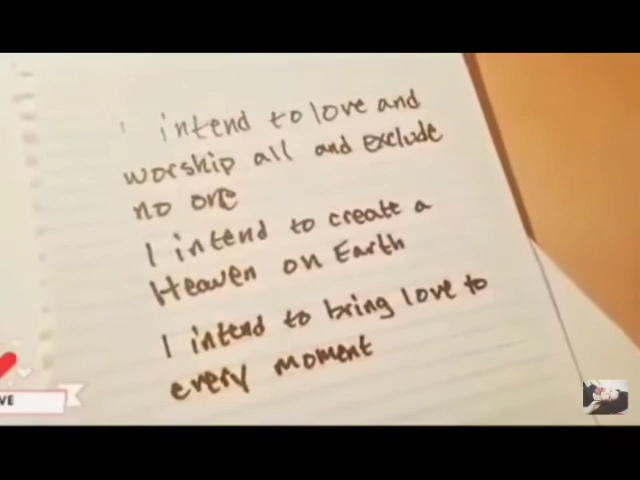 I intend to love and
worship all and exclude
no one
I intend to create a
Heaven on Earth
I intend to bring love to
every moment
VE